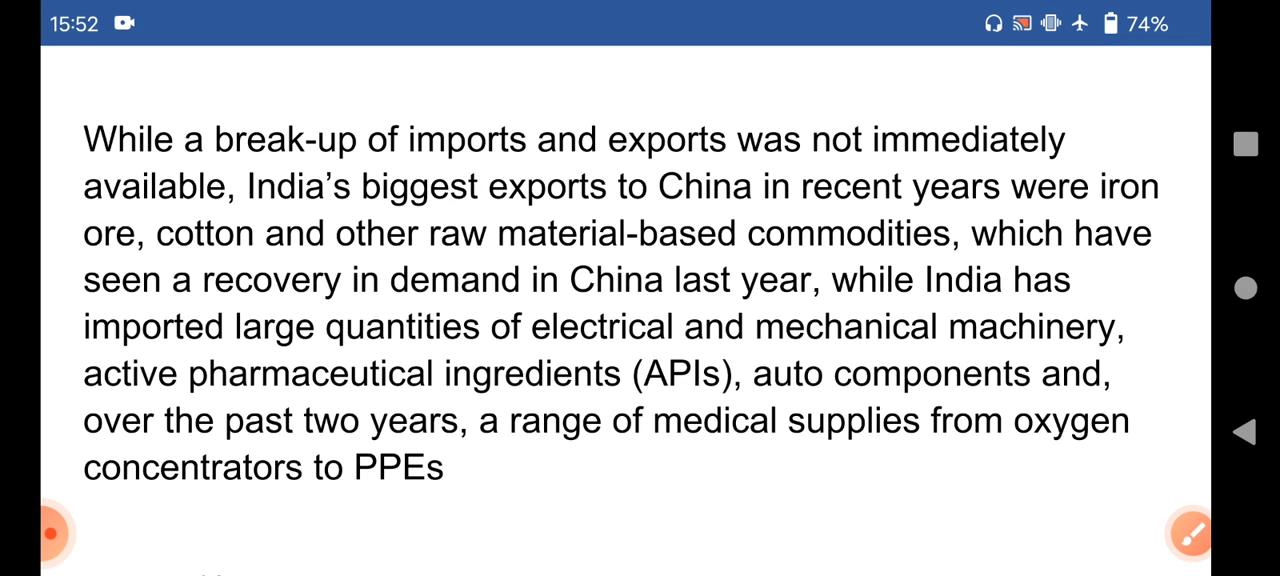 15:52
74%
While a break-up of imports and exports was not immediately
available, India’s biggest exports to China in recent years were iron
ore, cotton and other raw material-based commodities, which have
seen a recovery in demand in China last year, while India has
imported large quantities of electrical and mechanical machinery,
active pharmaceutical ingredients (APIs), auto components and,
over the past two years, a range of medical supplies from oxygen
concentrators to PPEs